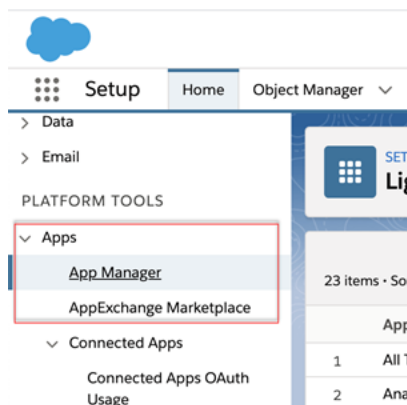 Setup Home Object Manager
Data
Email
PLATFORM TOOLS
Apps
App Manager
AppExchange Marketplace
Connected Apps
Connected Apps OAuth
Usage
23 items •
1 All
2